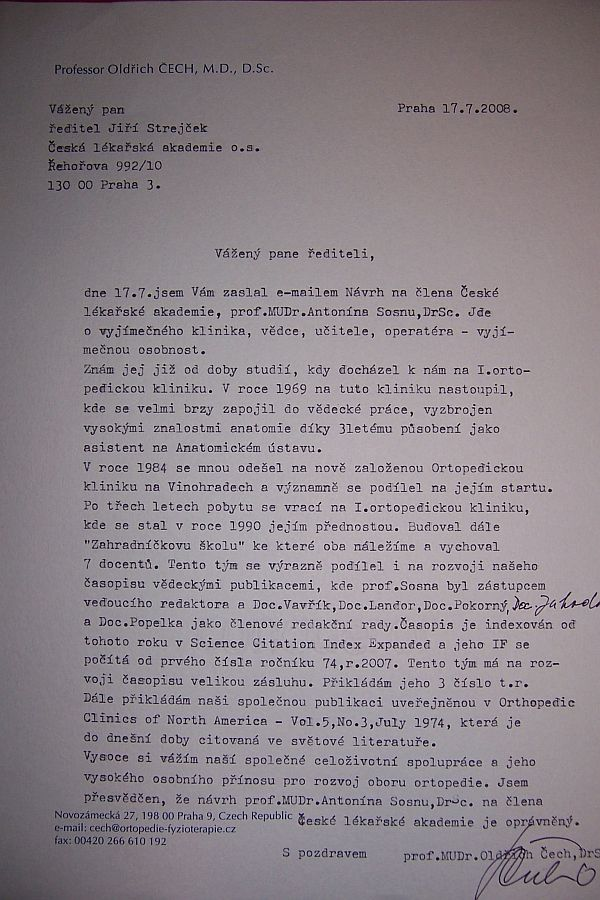 Professor Oldřich ČECH, M.D., D.Sc.
Vážený pan
Praha 17.7.2008.
ředitel Jiří Strejček
Česká lékařská akademie o.s.
Řehořova 992/10
130 00 Praha 3.
Vážený pane řediteli,
dne 17.7.jsem Vám zaslal e-mailem Návrh na člena České
lékařské akademie, prof.MUDr.Antonína Sosnu,DrSc. Jde
o vyjímečného klinika, vědce, učitele, operatéra - vyjí-
mečnou osobnost.
Znám jej již od doby studií, kdy docházel k nám na I.orto-
pedickou kliniku. V roce 1969 na tuto kliniku nastoupil,
kde se velmi brzy zapojil do vědecké práce, vyzbrojen
vysokými znalostmi anatomie díky 3letému působení jako
asistent na Anatomickém ústavu.
V roce 1984 se mnou odešel na nově založenou Ortopedickou
kliniku na Vinohradech a významně se podílel na jejím startu.
Po třech letech pobytu se vrací na I.ortopedickou kliniku,
kde se stal v roce 1990 jejím přednostou. Budoval dále
"Zahradníčkovu školu" ke které oba náležíme a vychoval
7 docentů. Tento tým se výrazně podílel i na rozvoji našeho
časopisu vědeckými publikacemi, kde prof.Sosna byl zástupcem
vedoucího redaktora a Doc.Vavřík,Doc.Landor,Doc.Pokorný,Doc
a Doc.Popelka jako členové redakční rady.Časopis je indexován od
tohoto roku v Science Citation Index Expanded a jeho IF se
počítá od prvého čísla ročníku 74,r.2007. Tento tým má na roz-
voji časopisu velikou zásluhu. Přikládám jeho 3 číslo t.r.
Dále přikládám naši společnou publikaci uveřejněnou v Orthopedic
Clinics of North America - Vol.5,No.3,July 1974, která je
do dnešní doby citovaná ve světové literatuře.
Vysoce si vážím naší společné celoživotní spolupráce a jeho
vysokého osobního přínosu pro rozvoj oboru ortopedie. Jsem
přesvědčen, že návrh prof.MUDr.Antonína Sosnu,DrSc. na člena
České lékařské akademie je oprávněný.
Novozámecká 27, 198 00 Praha 9, Czech Republic
e-mail: cech@ortopedie-fyzioterapie.cz
fax: 00420 266 610 192
S pozdravem prof.MUDr.Oldřich Čech,DrS